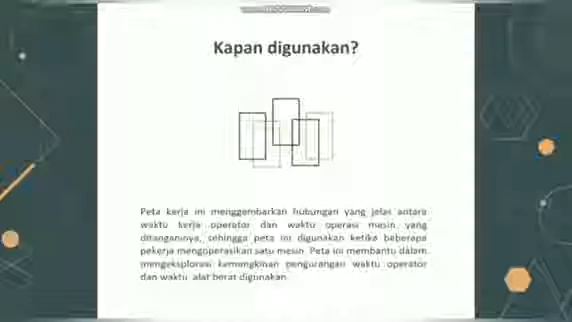 Kapan digunakan?
Peta kerja ini menggambarkan hubungan yang jelas antara
waktu kerja operator dan waktu operasi mesin yang
ditanganinya, sehingga peta ini digunakan ketika beberapa
pekerja mengoperasikan satu mesin. Peta ini membantu dalam
mengeksplorasi kemungkinan pengurangan waktu operator
dan waktu alat berat digunakan.